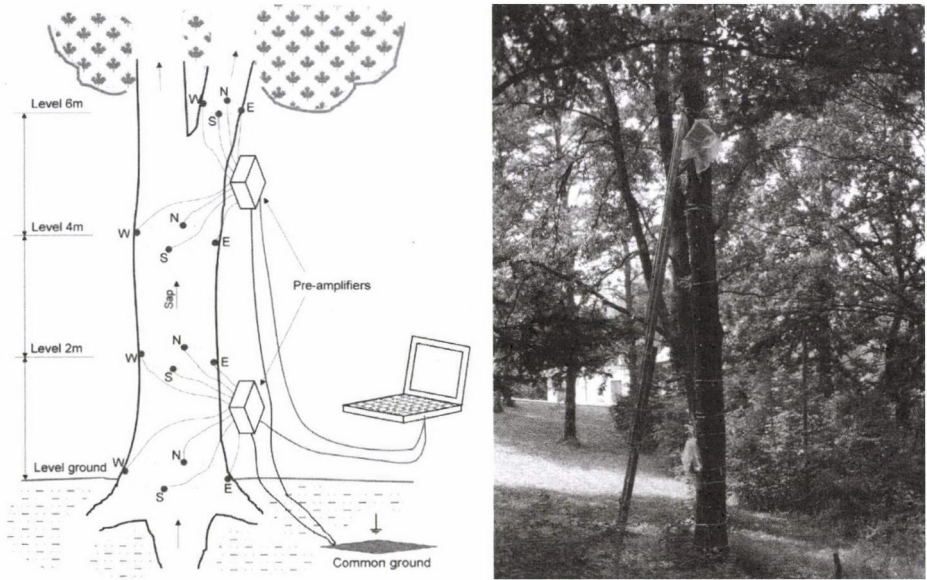 Level 6m
W
N
S
E
Level 4m
W
N
S
E
Pre-amplifiers
Sap
Level 2m
W
N
S
E
Level ground
W
N
S
E
Common ground